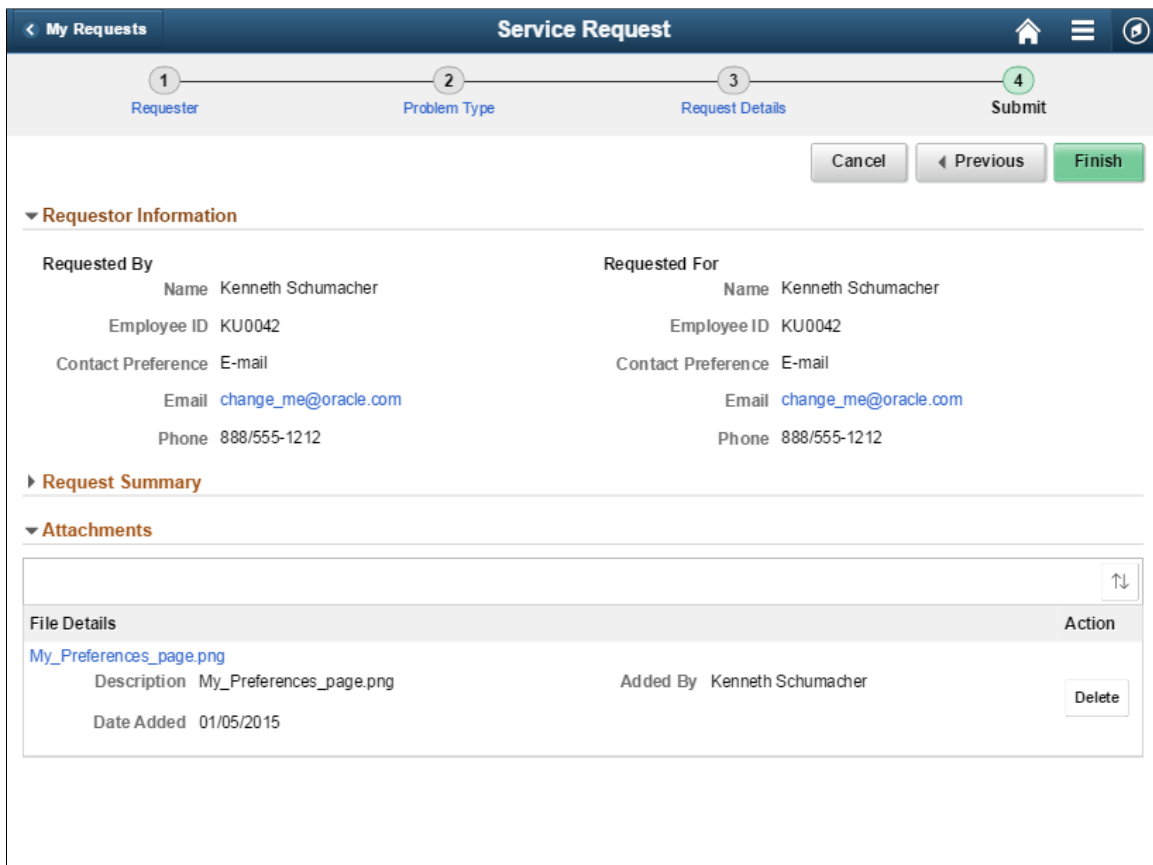 My Requests Service Request
1 2 3 4
Requester Problem Type Request Details Submit
Cancel Previous Finish
Requestor Information
Requested By Requested For
Name Kenneth Schumacher Name Kenneth Schumacher
Employee ID KU0042 Employee ID KU0042
Contact Preference E-mail Contact Preference E-mail
Email change_me@oracle.com Email change_me@oracle.com
Phone 888/555-1212 Phone 888/555-1212
Request Summary
Attachments
File Details Action
My_Preferences_page.png
Description My_Preferences_page.png Added By Kenneth Schumacher
Delete
Date Added 01/05/2015